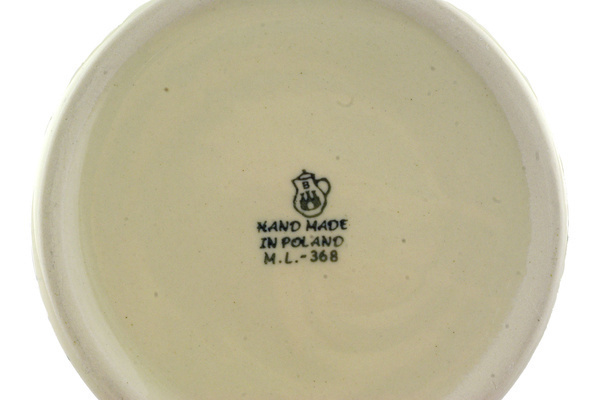 B
HAND MADE
IN POLAND
M.L.-368